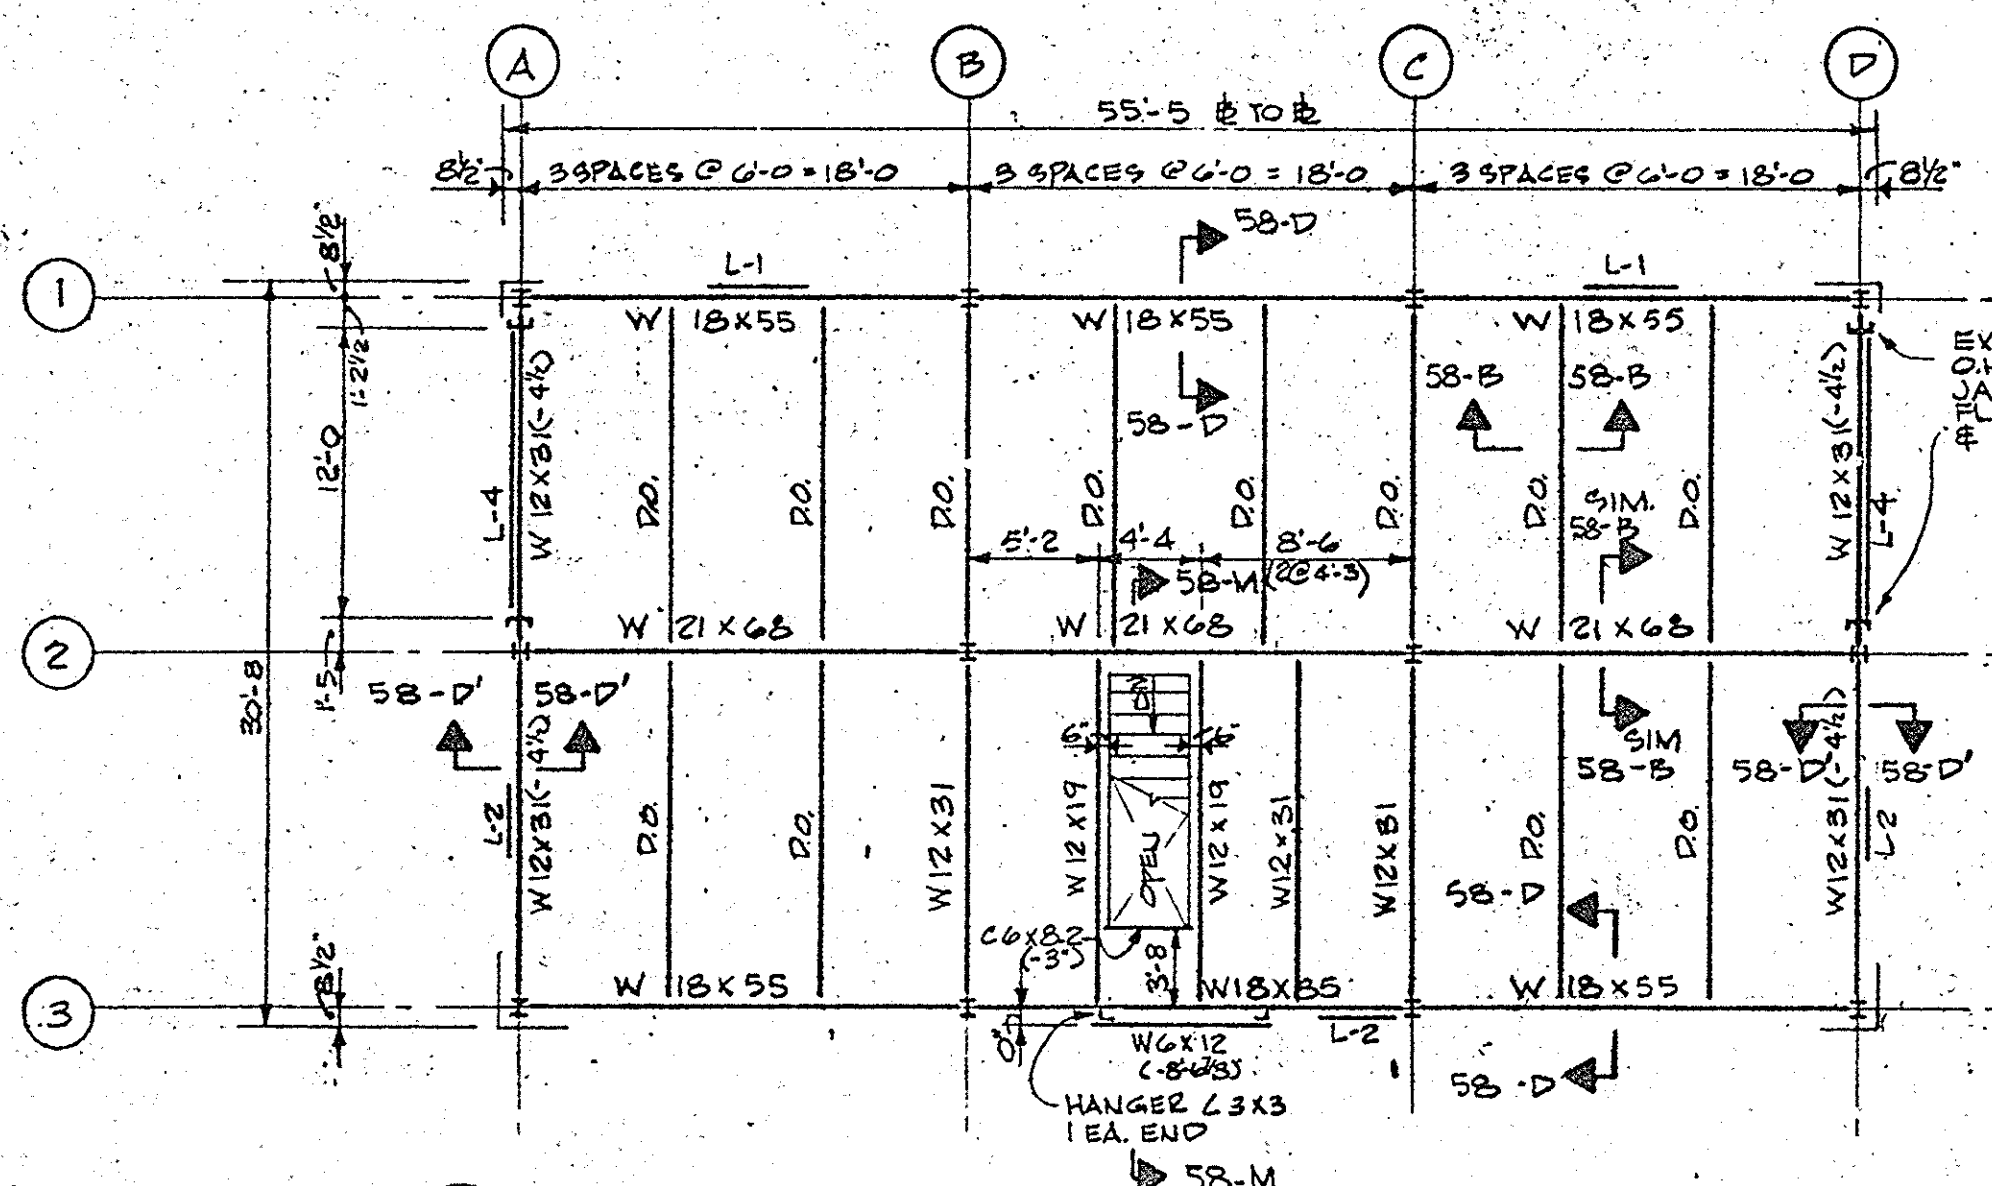 A B C D
55'-5 ⅊ TO ⅊
8½" 3 SPACES @ 6'-0 = 18'-0 3 SPACES @ 6'-0 = 18'-0 3 SPACES @ 6'-0 = 18'-0 8½"
58-D
8½"
L-1 L-1
1
W 18X55 W 18X55 W 18X55
1'-2½
58-B 58-B
58-D
W 12X31(-4½) W 12X31(-4½)
12'-0
L-4 D.O. D.O. D.O. D.O. D.O. D.O. D.O. D.O. L-4
SIM.
58-B
5'-2 4'-4 8'-6
58-M (2@4'-3)
W 21X68 W 21X68 W 21X68
2
30'-8
1'-5
58-D' 58-D'
DN
6" 6"
SIM
58-B 58-D' 58-D'
W12X31(-4½) W12X31(-4½)
L-2 D.O. D.O. W12X31 W12X19 OPEN W12X19 W12X31 W12X31 D.O. D.O. L-2
58-D
C6X8.2
(-3")
3'-8
8½"
W 18X55 W18X35 W 18X55
3
W6X12
L-2
58-D
HANGER L3X3
1 EA. END
58-M